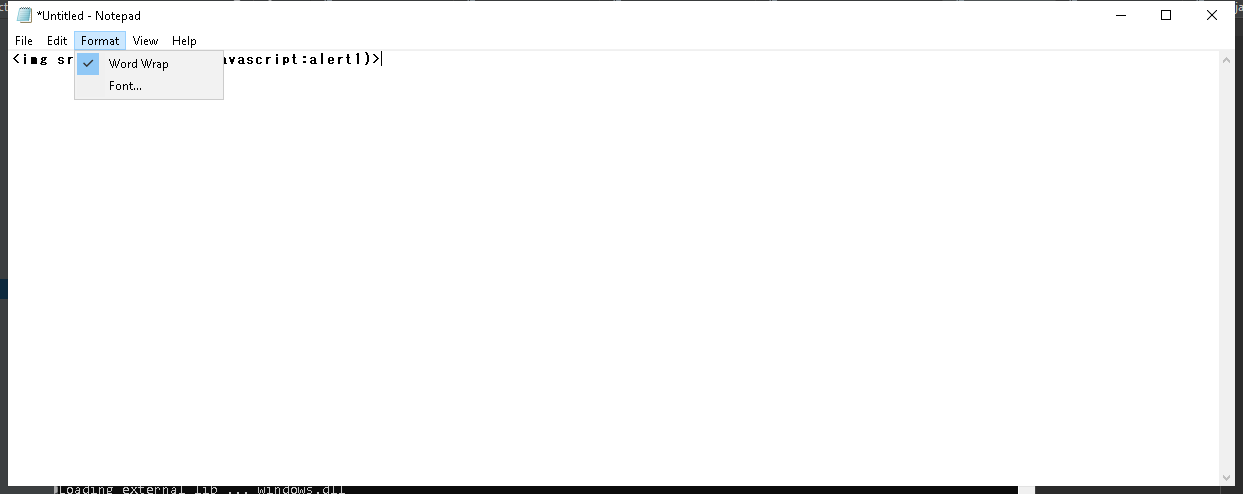 *Untitled - Notepad
File Edit Format View Help
<img sr
avascript:alert1)>
Word Wrap
Font...
Loading external lib ... windows.dll